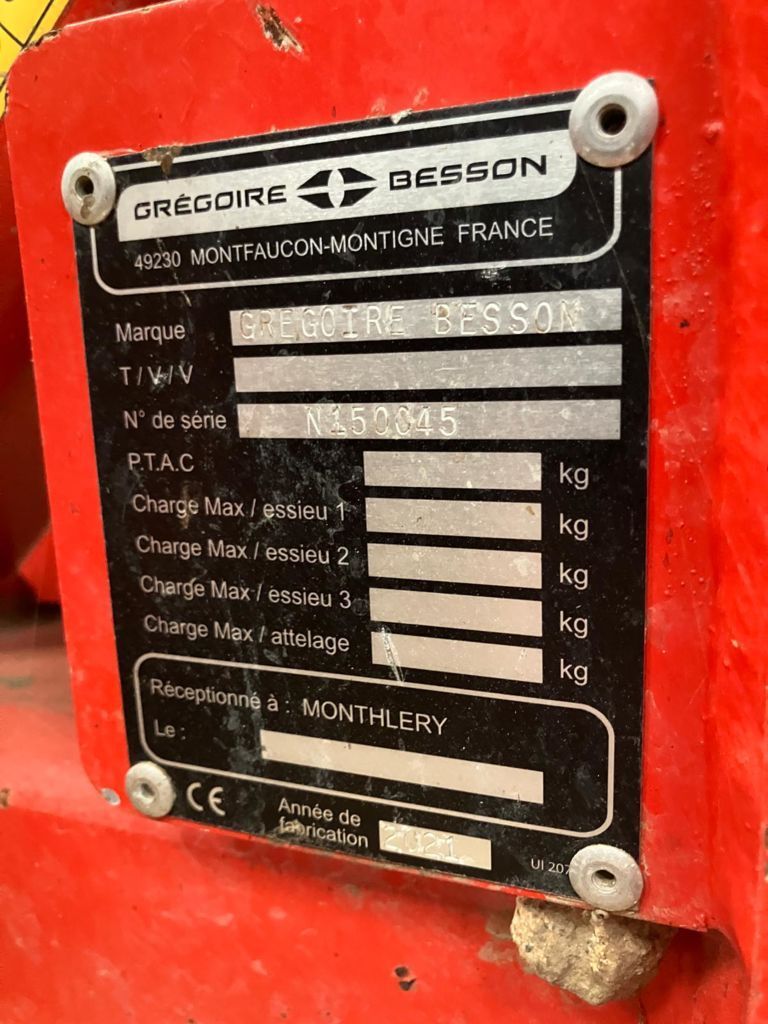 GRÉGOIRE BESSON
49230 MONTFAUCON-MONTIGNE FRANCE
Marque GREGOIRE BESSON
T / V / V
N° de série N150045
P.T.A.C kg
Charge Max / essieu 1 kg
Charge Max / essieu 2 kg
Charge Max / essieu 3 kg
Charge Max / attelage kg
Réceptionné à : MONTHLERY
Le :
CE Année de
fabrication 2021
UI